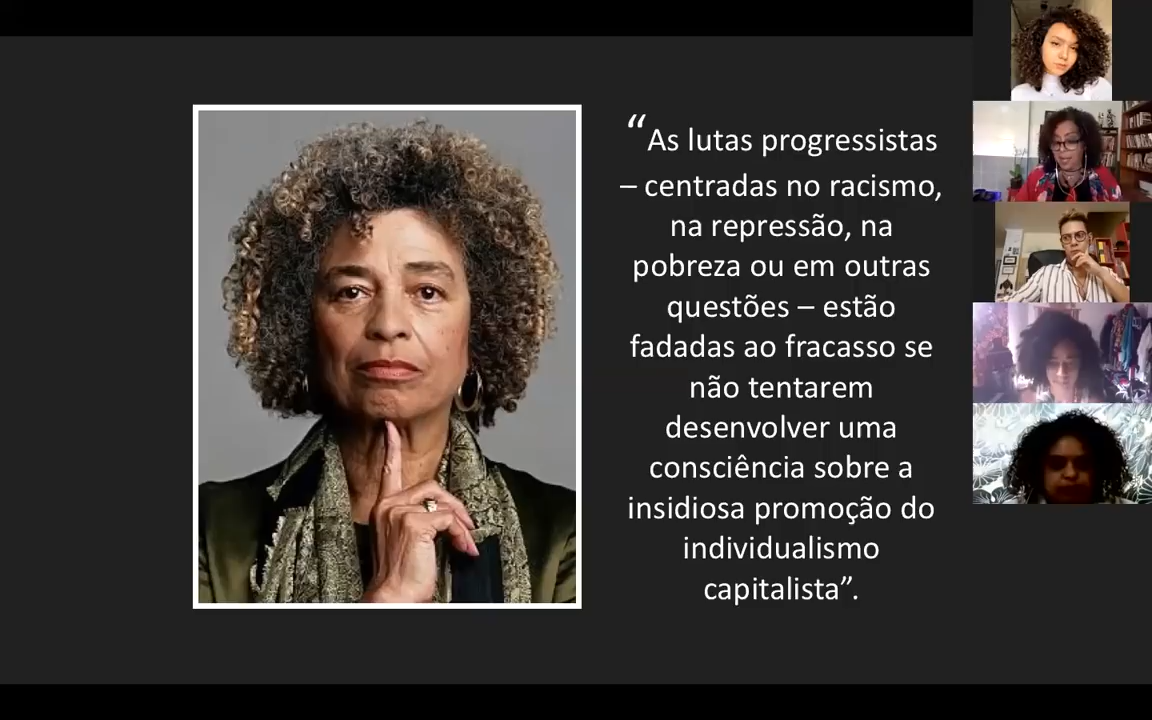 “As lutas progressistas
– centradas no racismo,
na repressão, na
pobreza ou em outras
questões – estão
fadadas ao fracasso se
não tentarem
desenvolver uma
consciência sobre a
insidiosa promoção do
individualismo
capitalista”.